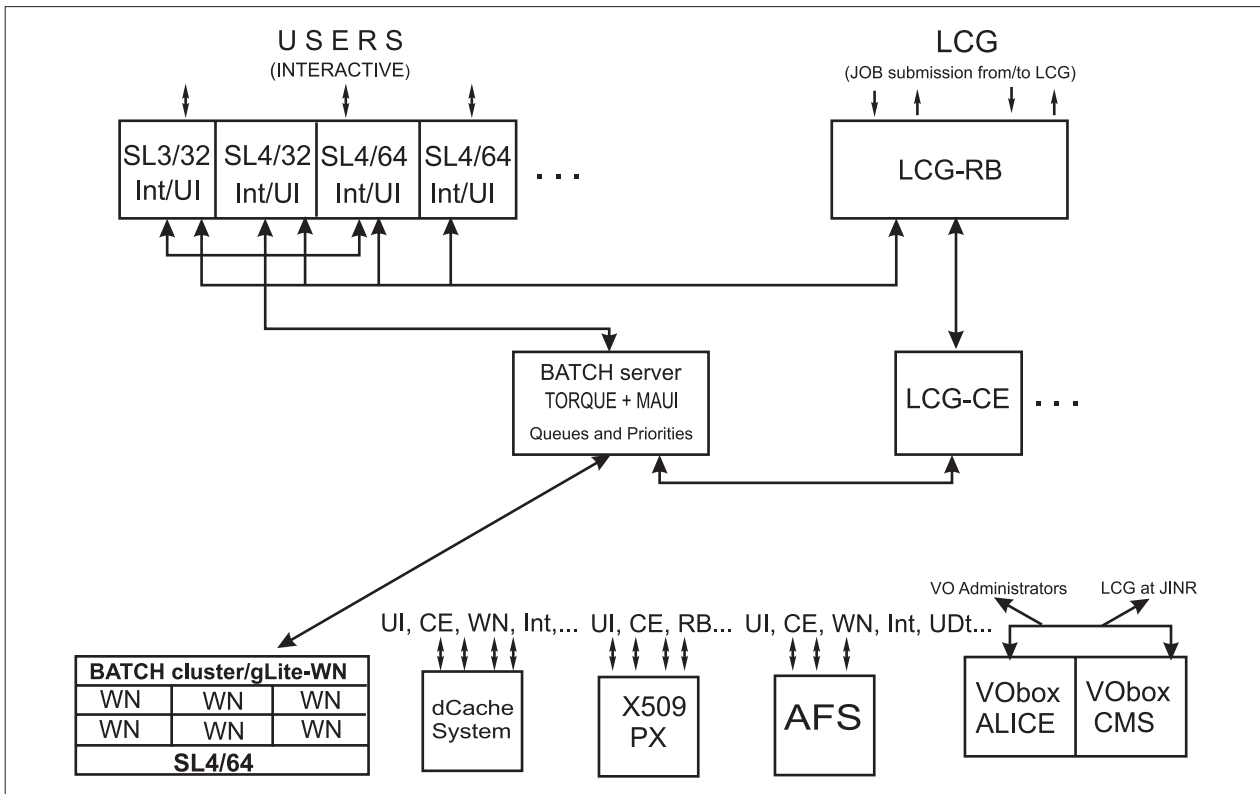 U S E R S
(INTERACTIVE)
LCG
(JOB submission from/to LCG)
SL3/32
Int/UI
SL4/32
Int/UI
SL4/64
Int/UI
SL4/64
Int/UI
. . .
LCG-RB
BATCH server
TORQUE + MAUI
Queues and Priorities
LCG-CE
. . .
VO Administrators
LCG at JINR
UI, CE, WN, Int,...
UI, CE, RB...
UI, CE, WN, Int, UDt...
BATCH cluster/gLite-WN
WN WN WN
WN WN WN
SL4/64
dCache
System
X509
PX
AFS
VObox
ALICE
VObox
CMS